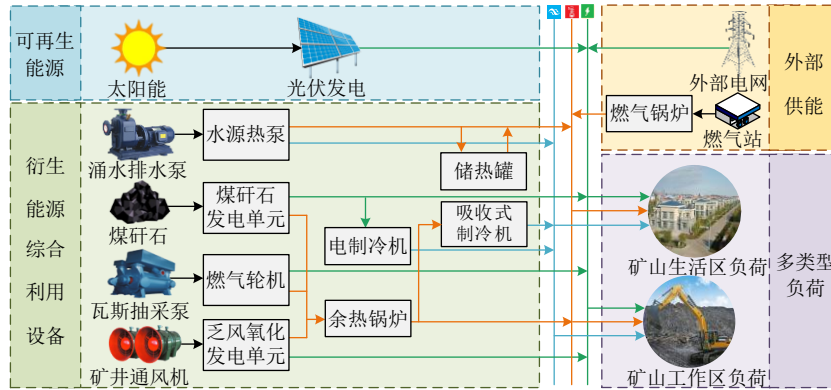 可再生
能源
太阳能
光伏发电
外部电网
燃气锅炉
燃气站
外部
供能
衍生
能源
综合
利用
设备
涌水排水泵
水源热泵
储热罐
煤矸石
煤矸石
发电单元
电制冷机
吸收式
制冷机
瓦斯抽采泵
燃气轮机
余热锅炉
矿井通风机
乏风氧化
发电单元
矿山生活区负荷
矿山工作区负荷
多类型
负荷